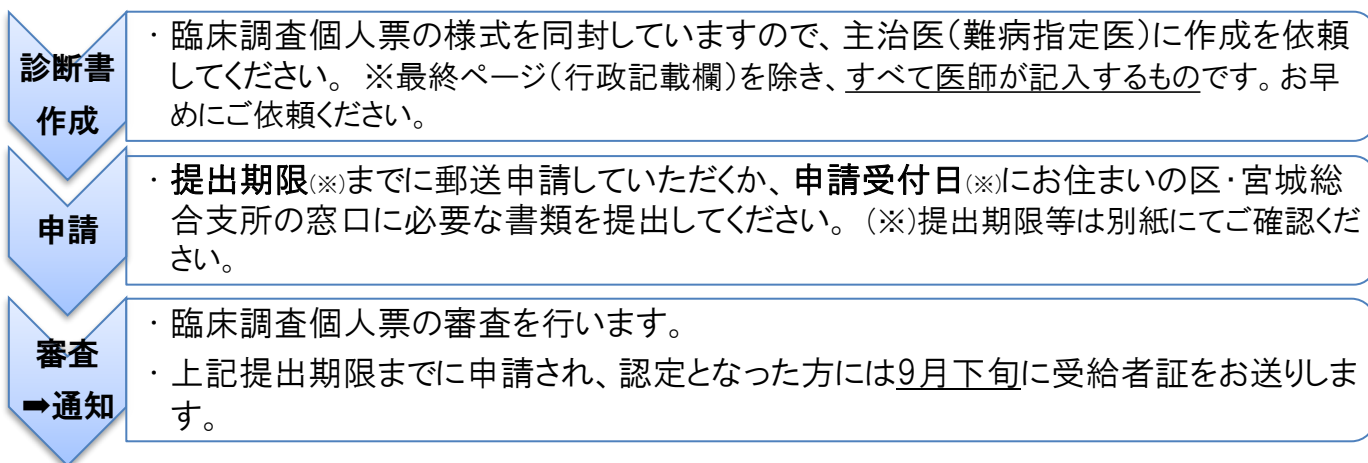 診断書
作成
・臨床調査個人票の様式を同封していますので、主治医(難病指定医)に作成を依頼
してください。 ※最終ページ(行政記載欄)を除き、すべて医師が記入するものです。お早
めにご依頼ください。
申請
・提出期限(※)までに郵送申請していただくか、申請受付日(※)にお住まいの区・宮城総
合支所の窓口に必要な書類を提出してください。 (※)提出期限等は別紙にてご確認くだ
さい。
審査
➡通知
・臨床調査個人票の審査を行います。
・上記提出期限までに申請され、認定となった方には9月下旬に受給者証をお送りしま
す。